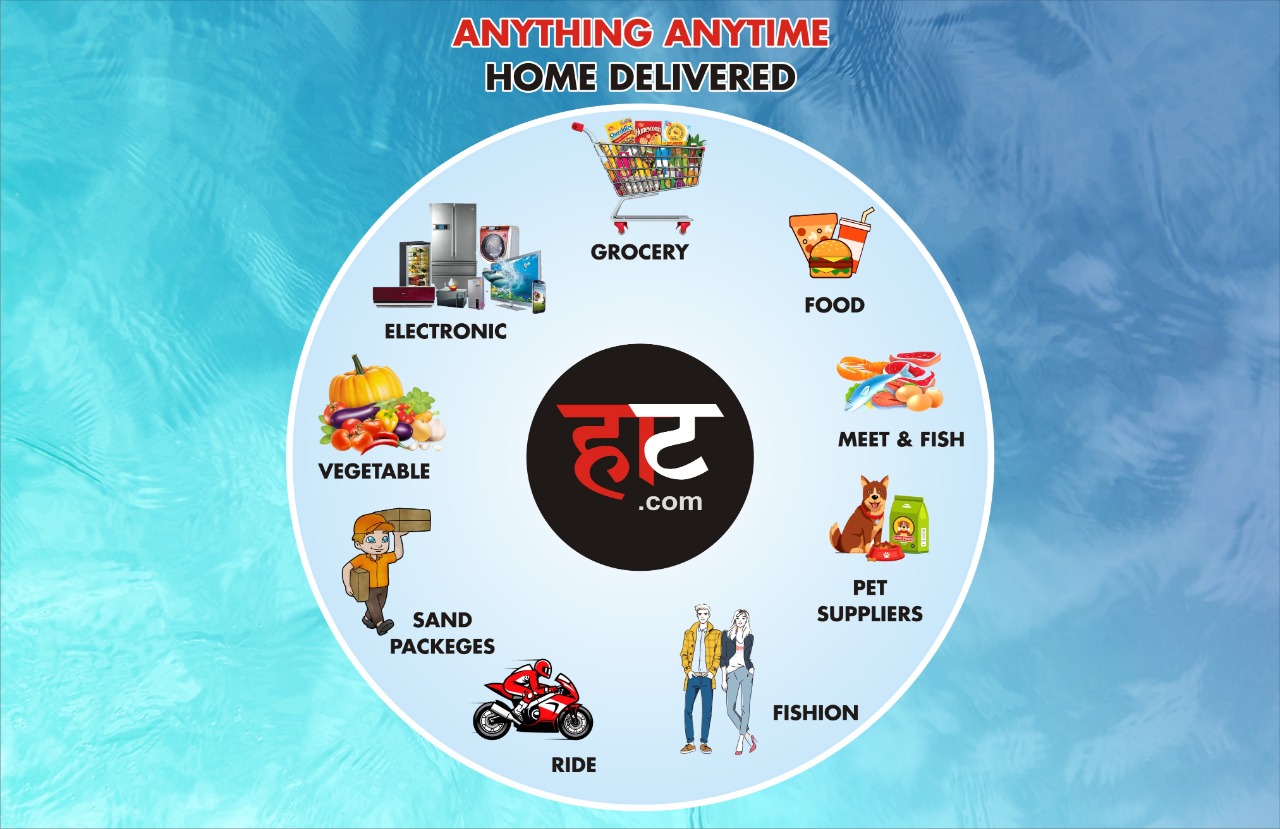 ANYTHING ANYTIME
HOME DELIVERED
GROCERY
FOOD
ELECTRONIC
MEET & FISH
VEGETABLE
हाट
.com
PET
SUPPLIERS
SAND
PACKEGES
FISHION
RIDE